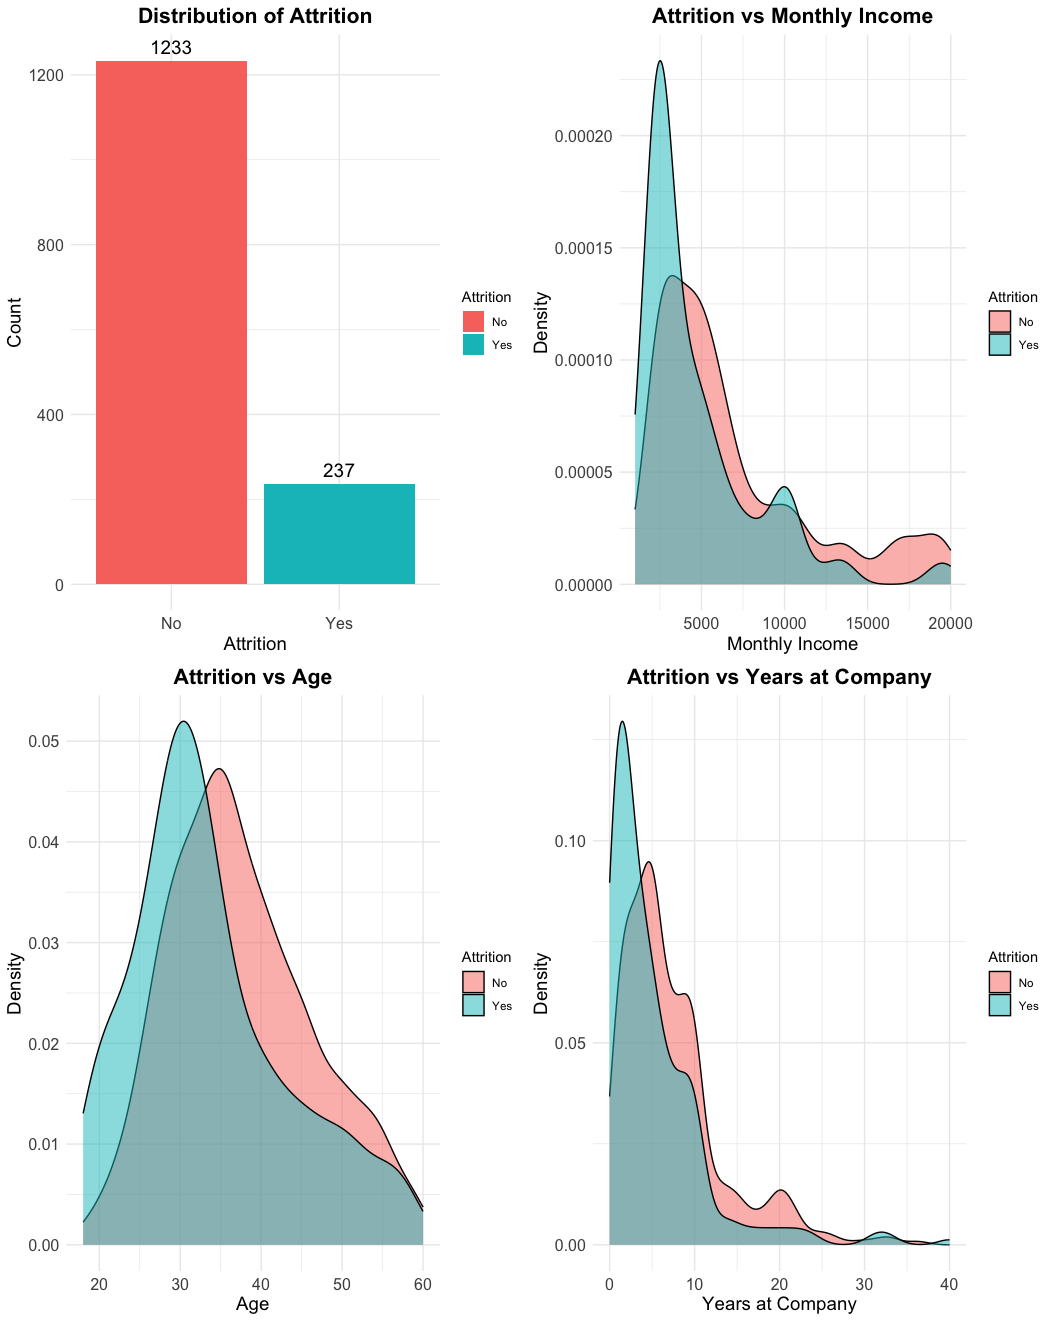 Distribution of Attrition
1233
237
1200
800
400
0
Count
No
Yes
Attrition
Attrition
No
Yes
Attrition vs Monthly Income
0.00020
0.00015
0.00010
0.00005
0.00000
Density
5000
10000
15000
20000
Monthly Income
Attrition
No
Yes
Attrition vs Age
0.05
0.04
0.03
0.02
0.01
0.00
Density
20
30
40
50
60
Age
Attrition
No
Yes
Attrition vs Years at Company
0.10
0.05
0.00
Density
0
10
20
30
40
Years at Company
Attrition
No
Yes